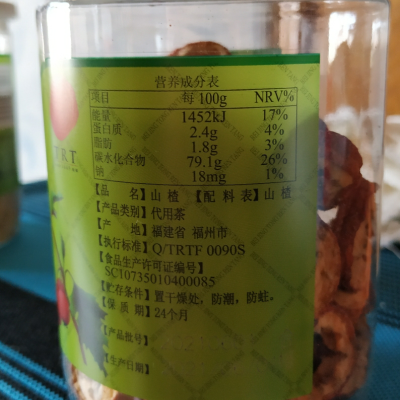 营养成分表
项目 每100g NRV%
能量 1452kJ 17%
蛋白质 2.4g 4%
脂肪 1.8g 3%
碳水化合物 79.1g 26%
钠 18mg 1%
【品 名】山楂 【配料表】山楂
【产品类别】代用茶
【产 地】福建省 福州市
【执行标准】Q/TRTF 0090S
【食品生产许可证编号】
SC10735010400085
【贮存条件】置干燥处,防潮,防蛀。
【保 质 期】24个月
【产品批号】
【生产日期】
TRT